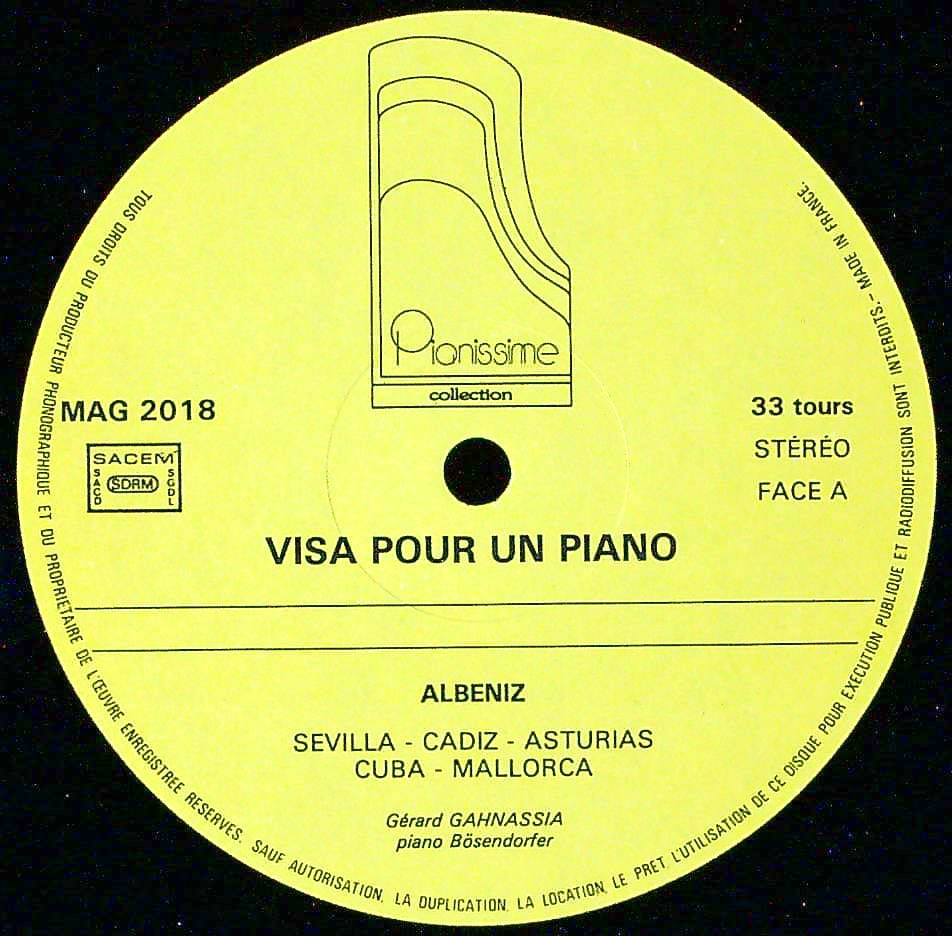 Pianissime
collection
MAG 2018
SACEM
SACD
SDRM
SGDL
33 tours
STÉRÉO
FACE A
VISA POUR UN PIANO
ALBENIZ
SEVILLA - CADIZ - ASTURIAS
CUBA - MALLORCA
Gérard GAHNASSIA
piano Bösendorfer
TOUS DROITS DU PRODUCTEUR PHONOGRAPHIQUE ET DU PROPRIETAIRE DE L'ŒUVRE ENREGISTREE RESERVES. SAUF AUTORISATION, LA DUPLICATION, LA LOCATION, LE PRET, L'UTILISATION DE CE DISQUE POUR EXECUTION PUBLIQUE ET RADIODIFFUSION SONT INTERDITS.- MADE IN FRANCE.